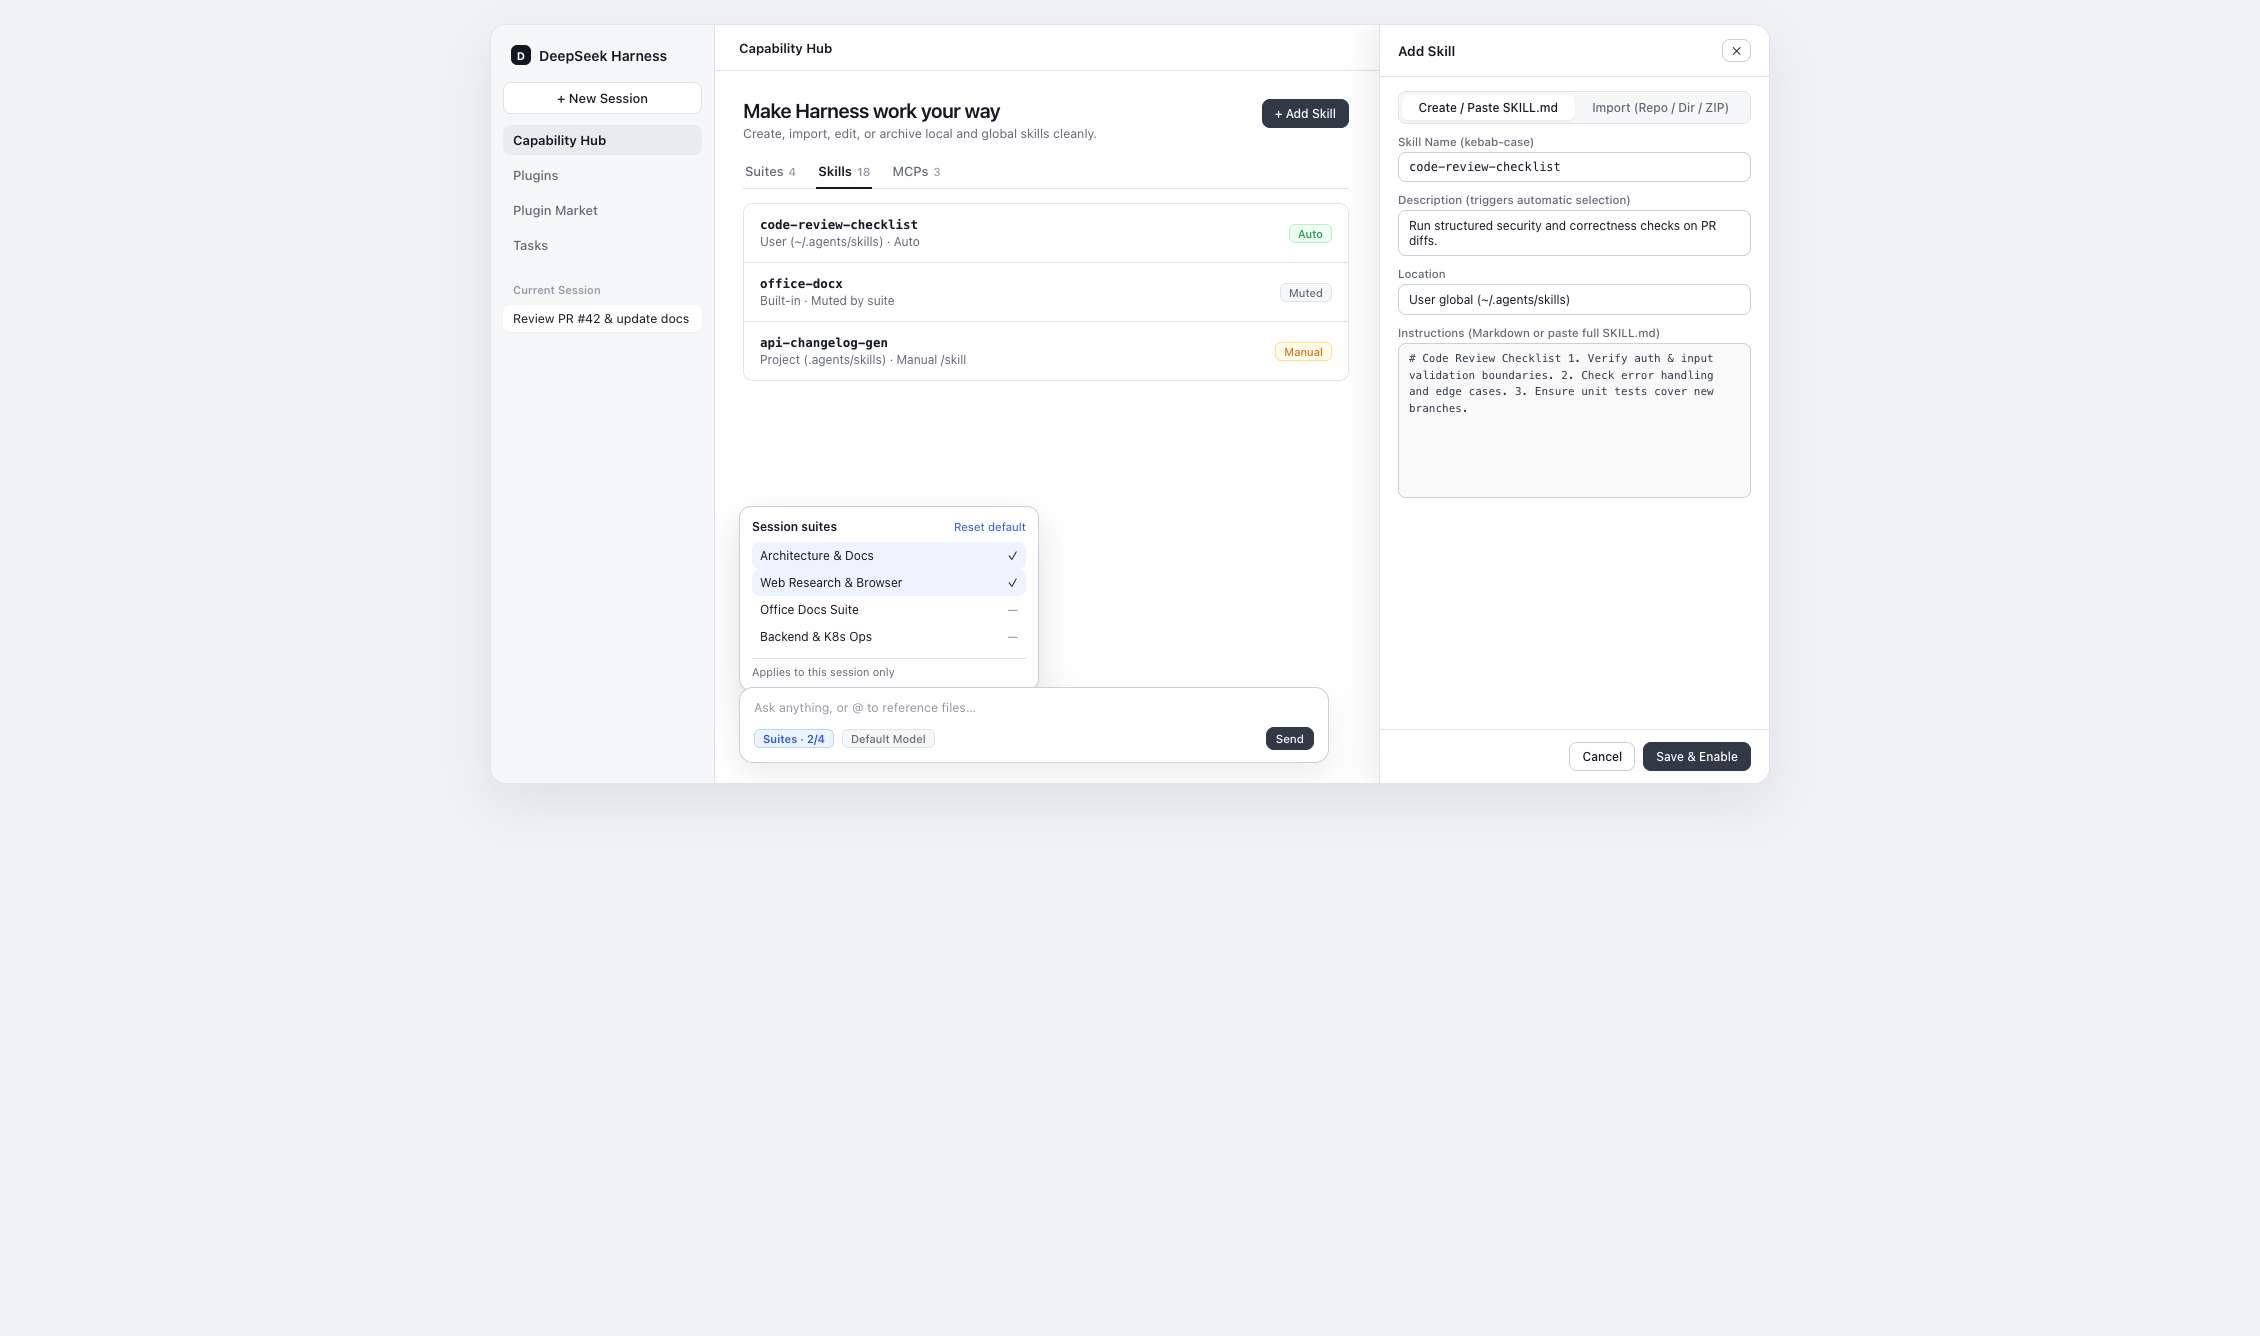 D DeepSeek Harness
+ New Session
Capability Hub
Plugins
Plugin Market
Tasks
Current Session
Review PR #42 & update docs
Capability Hub
Make Harness work your way
Create, import, edit, or archive local and global skills cleanly.
+ Add Skill
Suites 4 Skills 18 MCPs 3
code-review-checklist
User (~/.agents/skills) · Auto
Auto
office-docx
Built-in · Muted by suite
Muted
api-changelog-gen
Project (.agents/skills) · Manual /skill
Manual
Session suites Reset default
Architecture & Docs ✓
Web Research & Browser ✓
Office Docs Suite —
Backend & K8s Ops —
Applies to this session only
Ask anything, or @ to reference files...
Suites · 2/4 Default Model Send
Add Skill ✕
Create / Paste SKILL.md Import (Repo / Dir / ZIP)
Skill Name (kebab-case)
code-review-checklist
Description (triggers automatic selection)
Run structured security and correctness checks on PR
diffs.
Location
User global (~/.agents/skills)
Instructions (Markdown or paste full SKILL.md)
# Code Review Checklist 1. Verify auth & input
validation boundaries. 2. Check error handling
and edge cases. 3. Ensure unit tests cover new
branches.
Cancel Save & Enable